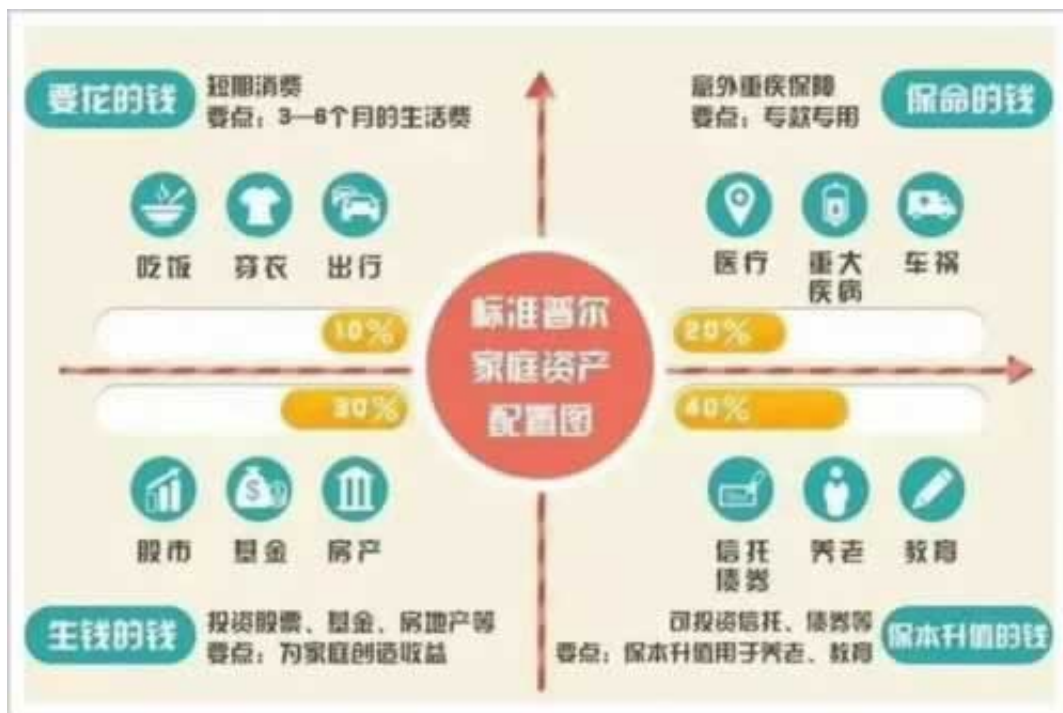 要花的钱
短期消费
要点：3—6个月的生活费
吃饭
穿衣
出行
10%
意外重疾保障
要点：专款专用
保命的钱
医疗
重大
疾病
车祸
20%
标准普尔
家庭资产
配置图
30%
股市
基金
房产
生钱的钱
投资股票、基金、房地产等
要点：为家庭创造收益
40%
信托
债券
养老
教育
可投资信托、债券等
要点：保本升值用于养老、教育
保本升值的钱